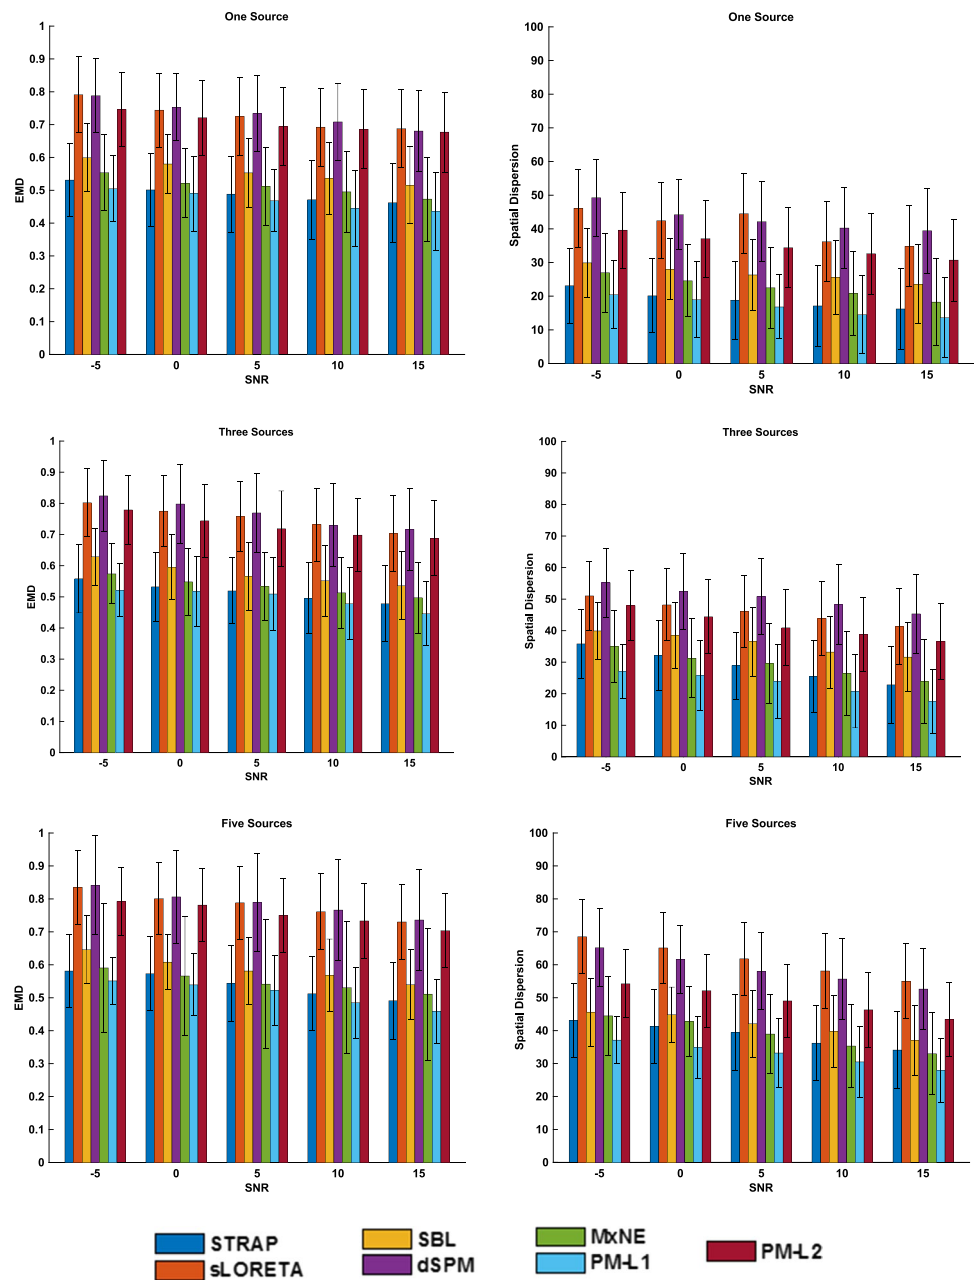 One Source
1
0.9
0.8
0.7
0.6
0.5
0.4
0.3
0.2
0.1
0
EMD
-5 0 5 10 15
SNR
One Source
100
90
80
70
60
50
40
30
20
10
0
Spatial Dispersion
-5 0 5 10 15
SNR
Three Sources
1
0.9
0.8
0.7
0.6
0.5
0.4
0.3
0.2
0.1
0
EMD
-5 0 5 10 15
SNR
Three Sources
100
90
80
70
60
50
40
30
20
10
0
Spatial Dispersion
-5 0 5 10 15
SNR
Five Sources
1
0.9
0.8
0.7
0.6
0.5
0.4
0.3
0.2
0.1
0
EMD
-5 0 5 10 15
SNR
Five Sources
100
90
80
70
60
50
40
30
20
10
0
Spatial Dispersion
-5 0 5 10 15
SNR
STRAP
sLORETA
SBL
dSPM
MxNE
PM-L1
PM-L2